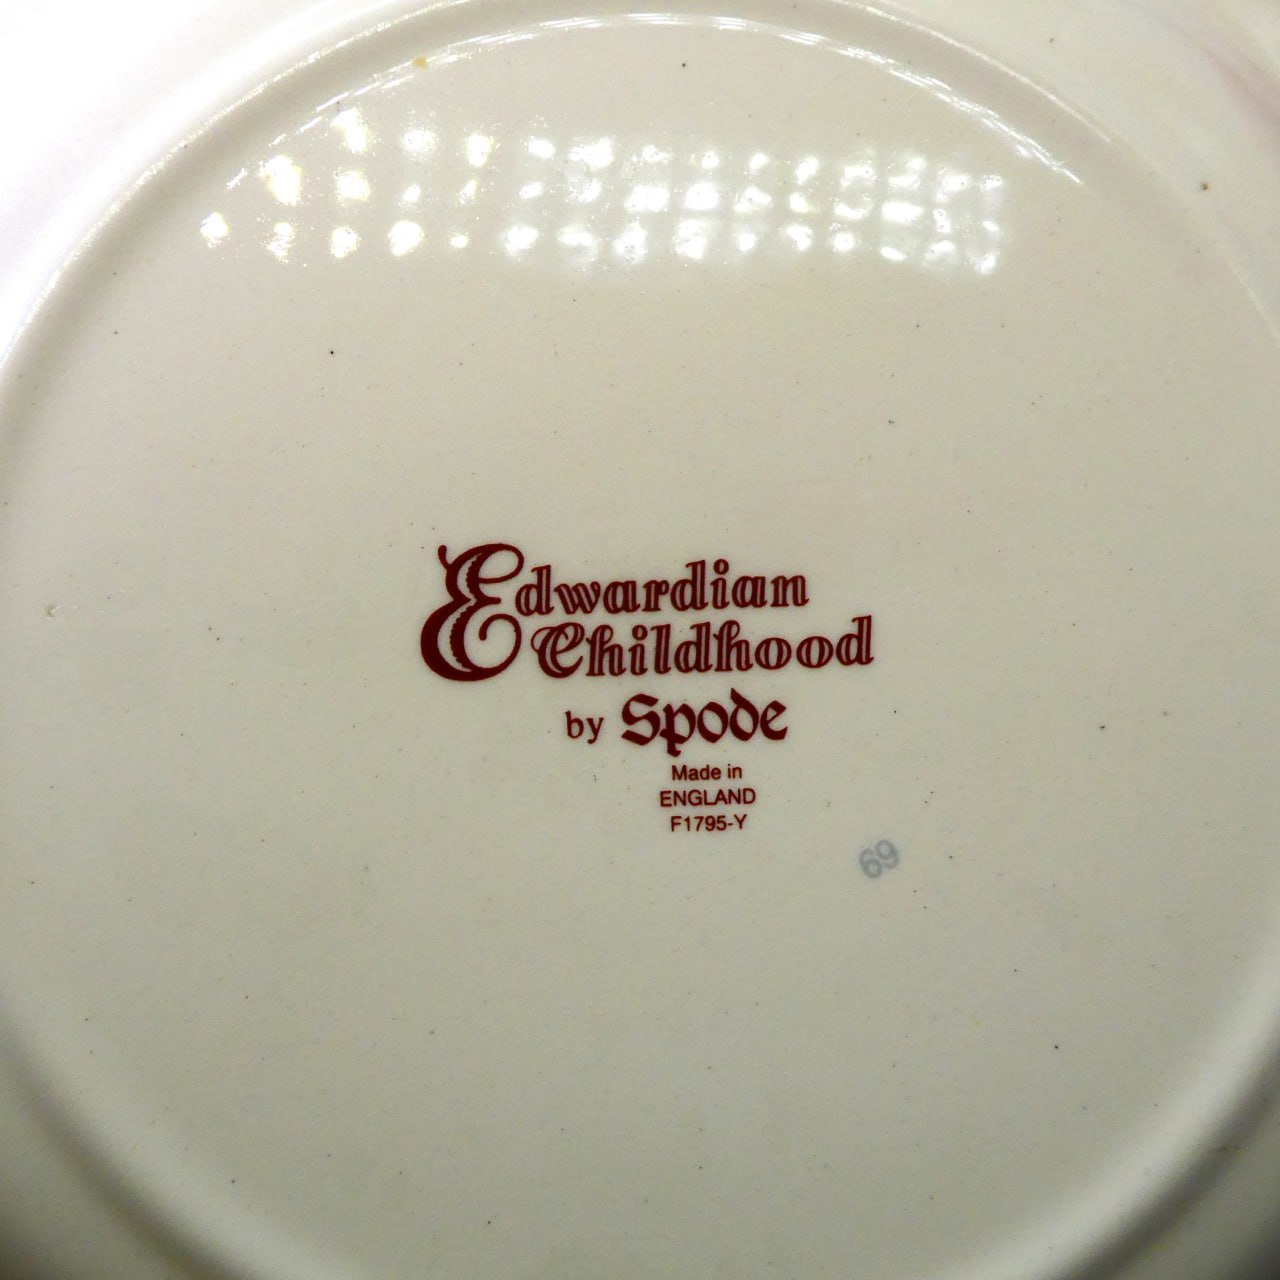 Edwardian
Childhood
by Spode
Made in
ENGLAND
F1795-Y
69